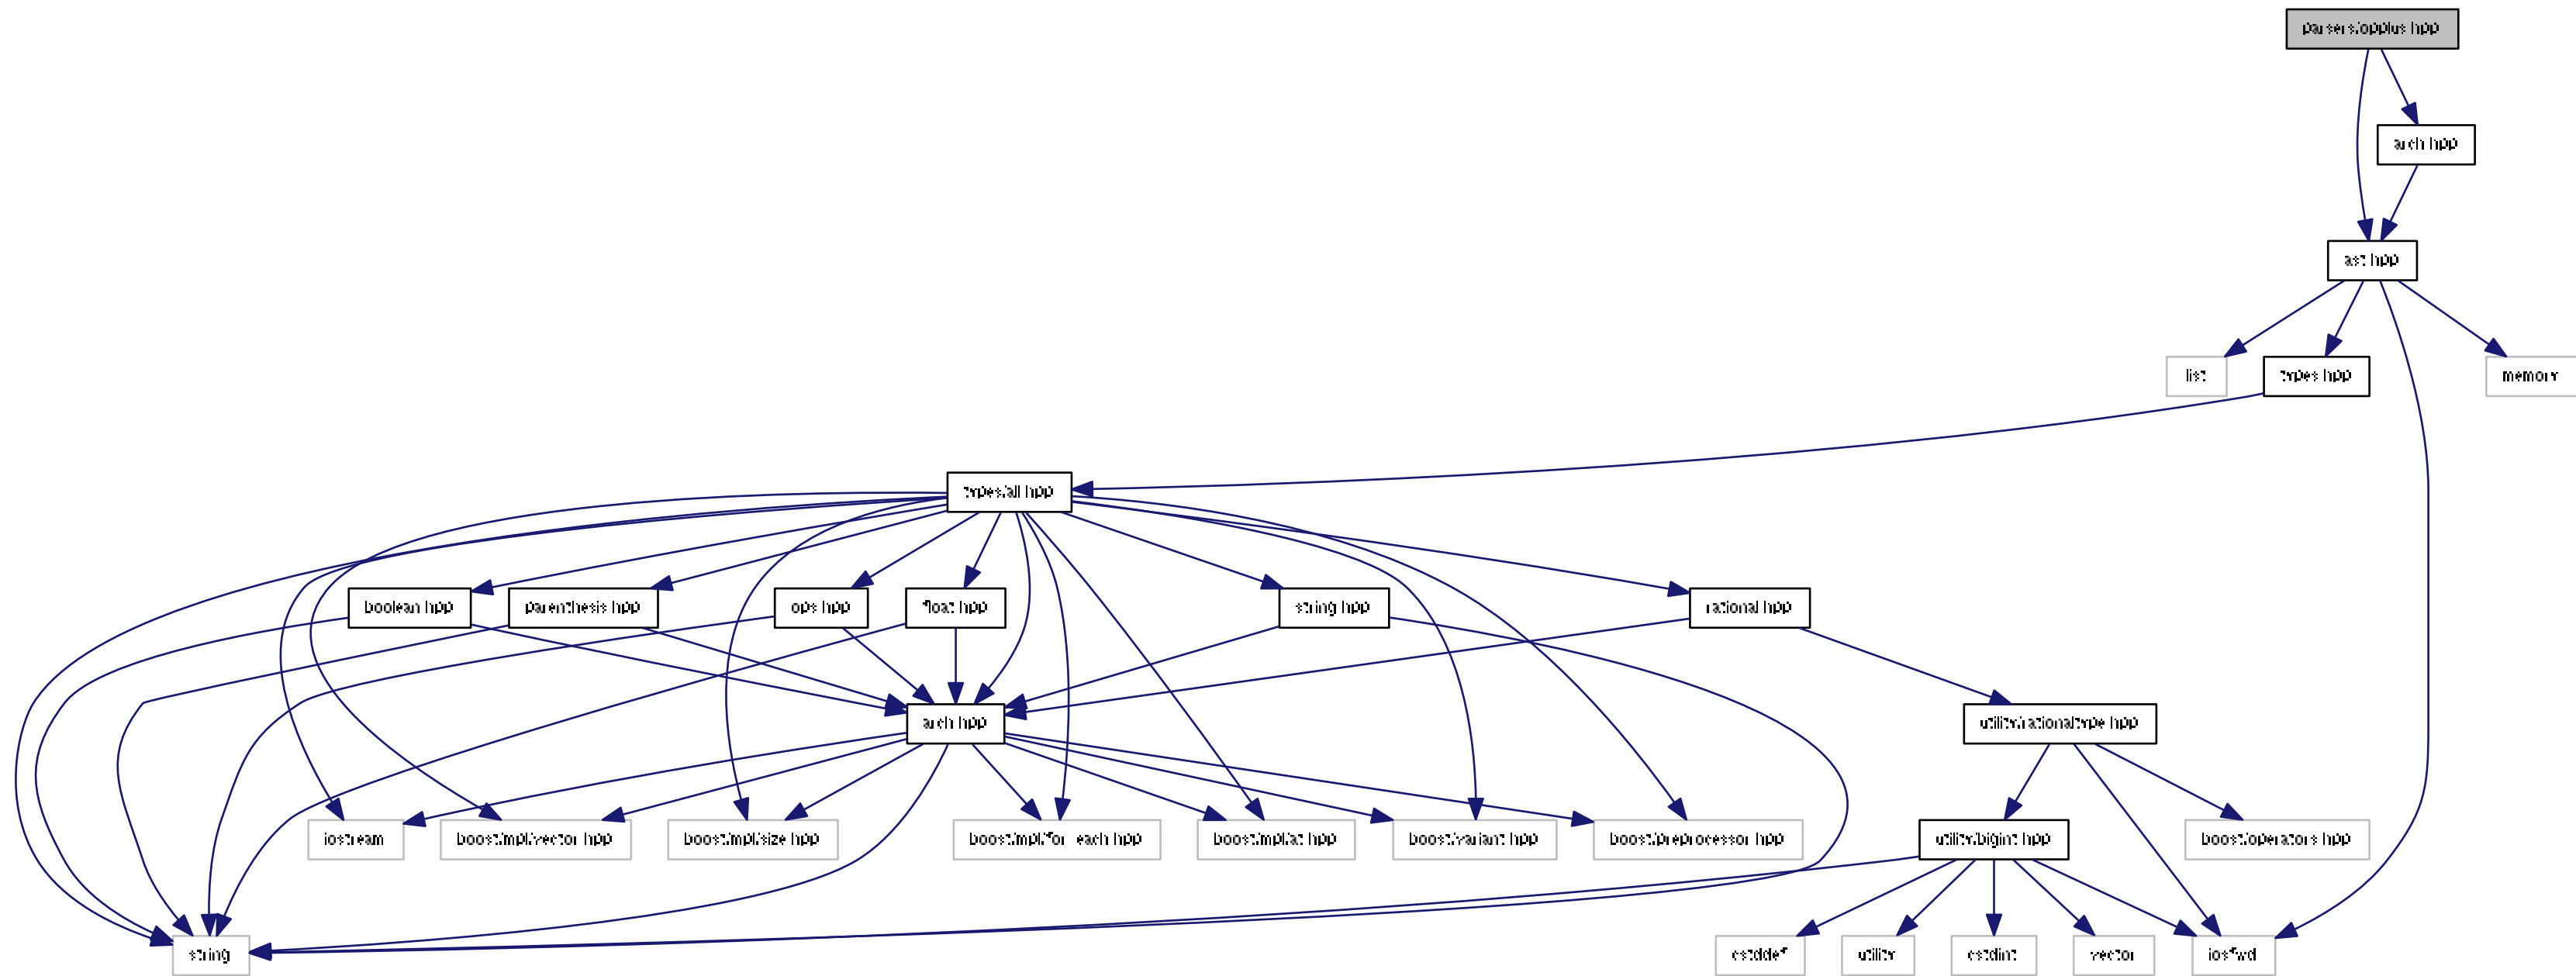 parsers/opplus.hpp
arch.hpp
ast.hpp
list
types.hpp
memory
types/all.hpp
boolean.hpp
parenthesis.hpp
ops.hpp
float.hpp
string.hpp
rational.hpp
arch.hpp
utility/rationaltype.hpp
iostream
boost/mpl/vector.hpp
boost/mpl/size.hpp
boost/mpl/for_each.hpp
boost/mpl/at.hpp
boost/variant.hpp
boost/preprocessor.hpp
utility/bigint.hpp
boost/operators.hpp
string
cstddef
utility
cstdint
vector
iosfwd